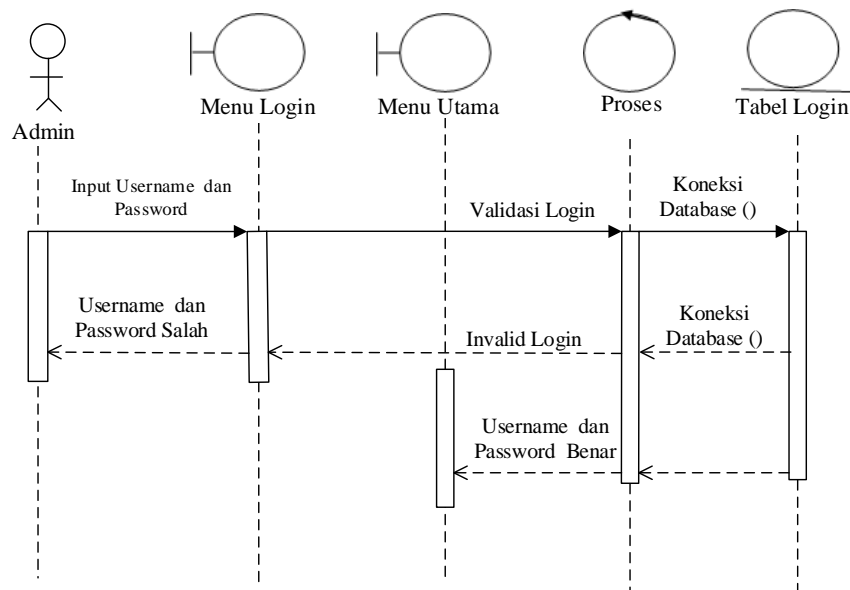 Admin
Menu Login
Menu Utama
Proses
Tabel Login
Input Username dan
Password
Validasi Login
Koneksi
Database ()
Username dan
Password Salah
Invalid Login
Koneksi
Database ()
Username dan
Password Benar